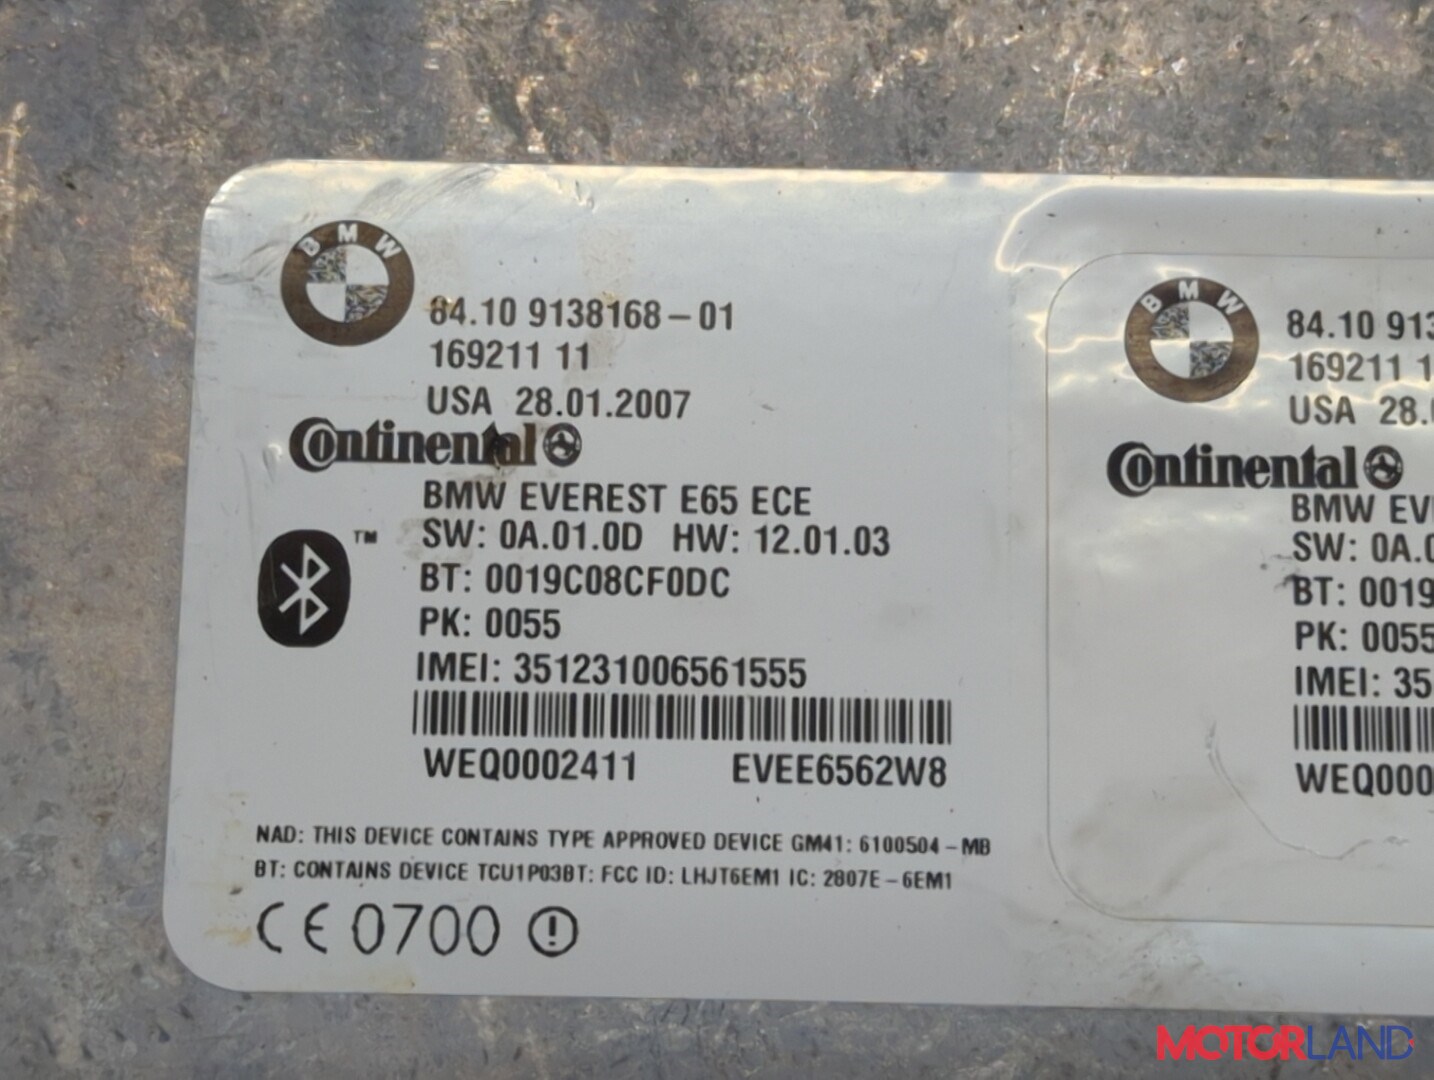 BMW
84.10 9138168-01
169211 11
USA 28.01.2007
Continental
BMW EVEREST E65 ECE
SW: 0A.01.0D HW: 12.01.03
TM
BT: 0019C08CF0DC
PK: 0055
IMEI: 351231006561555
WEQ0002411 EVEE6562W8
NAD: THIS DEVICE CONTAINS TYPE APPROVED DEVICE GM41: 6100504-MB
BT: CONTAINS DEVICE TCU1P03BT: FCC ID: LHJT6EM1 IC: 2807E-6EM1
CE 0700
BMW
84.10 913
169211 1
USA 28.
Continental
BMW EV
SW: 0A.
BT: 0019
PK: 0055
IMEI: 35
WEQ000
MOTORLAND